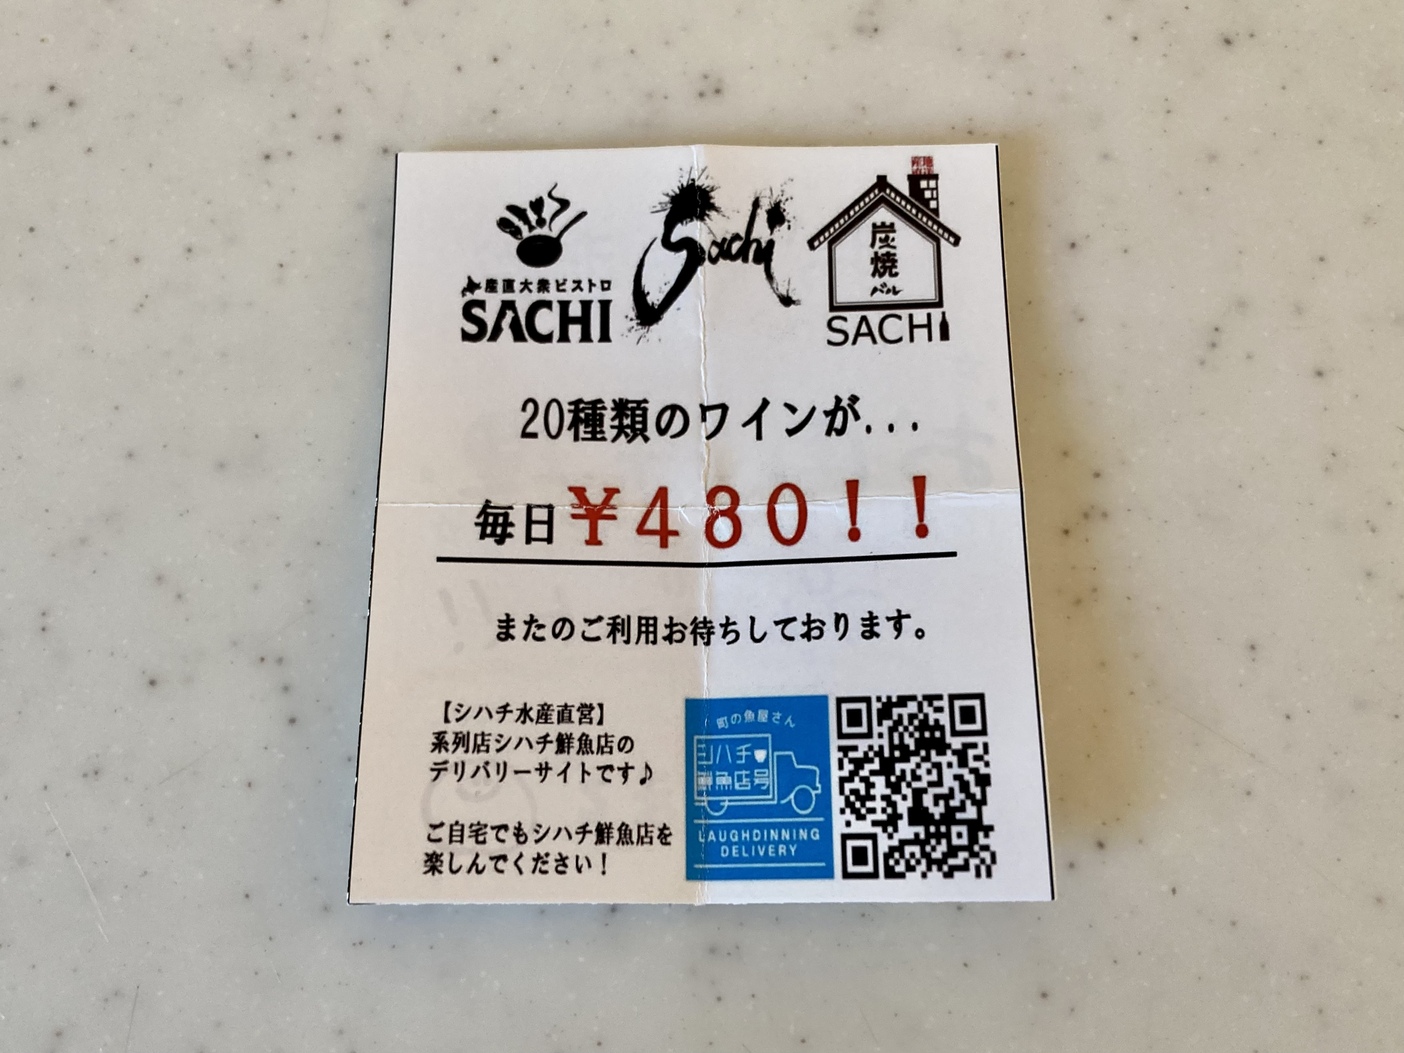 産直大衆ビストロ
SACHI
Sachi
産地
直送
炭
焼
バル
SACHI
20種類のワインが...
毎日¥480！！
またのご利用お待ちしております。
【シハチ水産直営】
系列店シハチ鮮魚店の
デリバリーサイトです♪
ご自宅でもシハチ鮮魚店を
楽しんでください！
町の魚屋さん
シハチ
鮮魚店号
LAUGHDINNING
DELIVERY